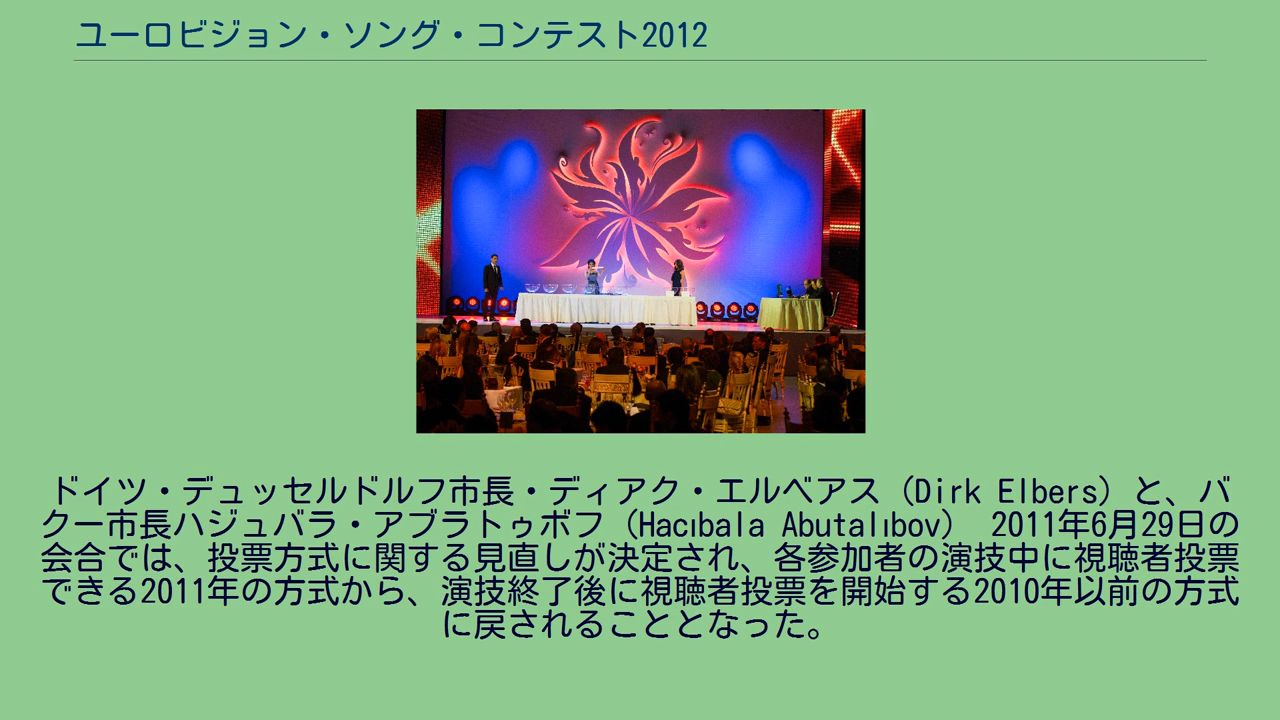 ユーロビジョン・ソング・コンテスト2012
ドイツ・デュッセルドルフ市長・ディアク・エルベアス（Dirk Elbers）と、バ
クー市長ハジュバラ・アブラトゥボフ（Hacıbala Abutalıbov） 2011年6月29日の
会合では、投票方式に関する見直しが決定され、各参加者の演技中に視聴者投票
できる2011年の方式から、演技終了後に視聴者投票を開始する2010年以前の方式
に戻されることとなった。